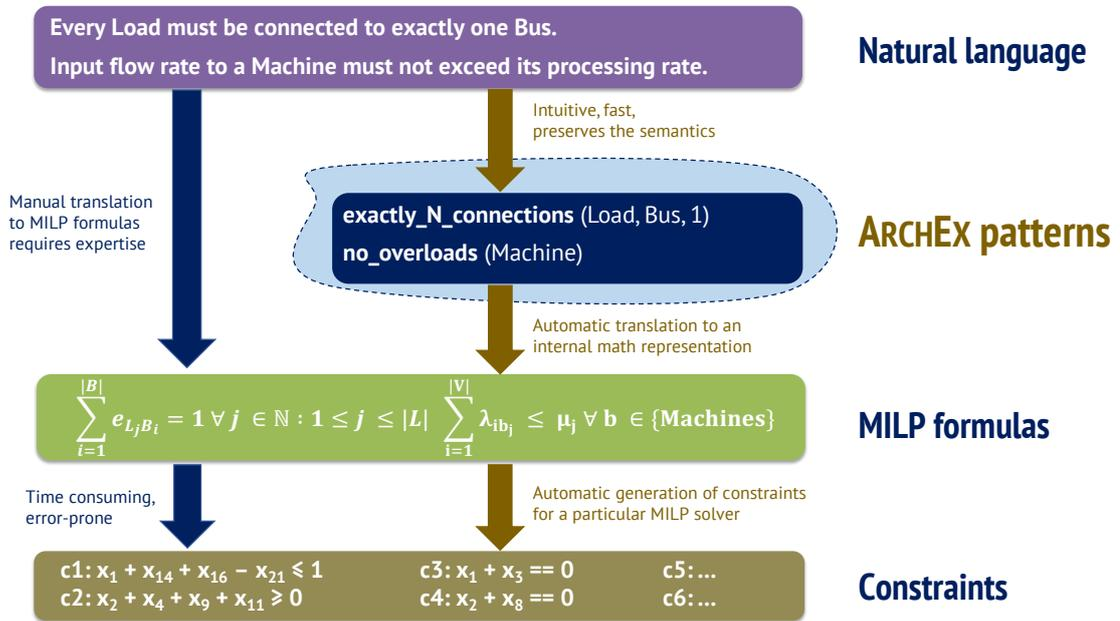 Every Load must be connected to exactly one Bus.
Input flow rate to a Machine must not exceed its processing rate.
Natural language
Intuitive, fast,
preserves the semantics
Manual translation
to MILP formulas
requires expertise
exactly_N_connections (Load, Bus, 1)
no_overloads (Machine)
ARCHEX patterns
Automatic translation to an
internal math representation
∑_{i=1}^{|B|} e_{L_jB_i} = 1 ∀ j ∈ ℕ : 1 ≤ j ≤ |L| ∑_{i=1}^{|V|} λ_{ib_j} ≤ μ_j ∀ b ∈ {Machines}
MILP formulas
Time consuming,
error-prone
Automatic generation of constraints
for a particular MILP solver
c1: x₁ + x₁₄ + x₁₆ – x₂₁ ⩽ 1 c3: x₁ + x₃ == 0 c5: ...
c2: x₂ + x₄ + x₉ + x₁₁ ⩾ 0 c4: x₂ + x₈ == 0 c6: ...
Constraints